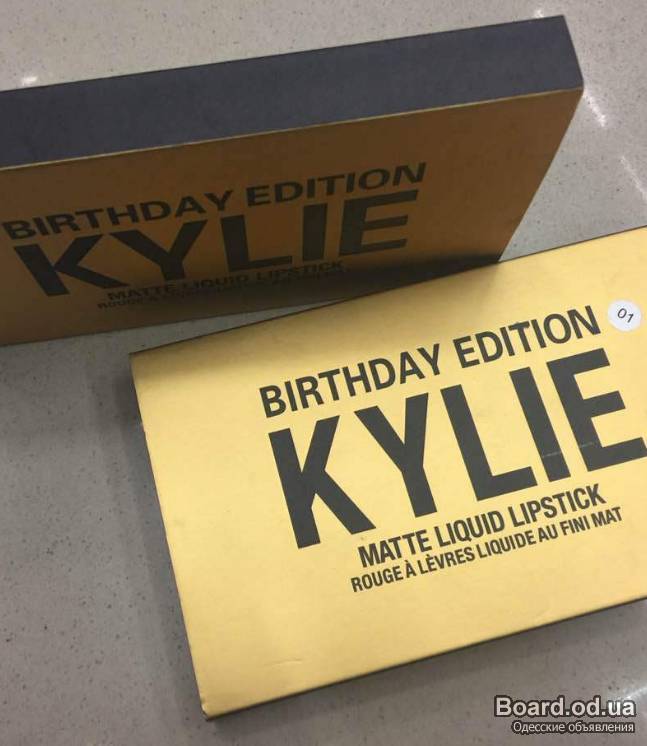 BIRTHDAY EDITION
KYLIE
MATTE LIQUID LIPSTICK
BIRTHDAY EDITION
01
KYLIE
MATTE LIQUID LIPSTICK
ROUGE À LÈVRES LIQUIDE AU FINI MAT
Board.od.ua
Одесские объявления